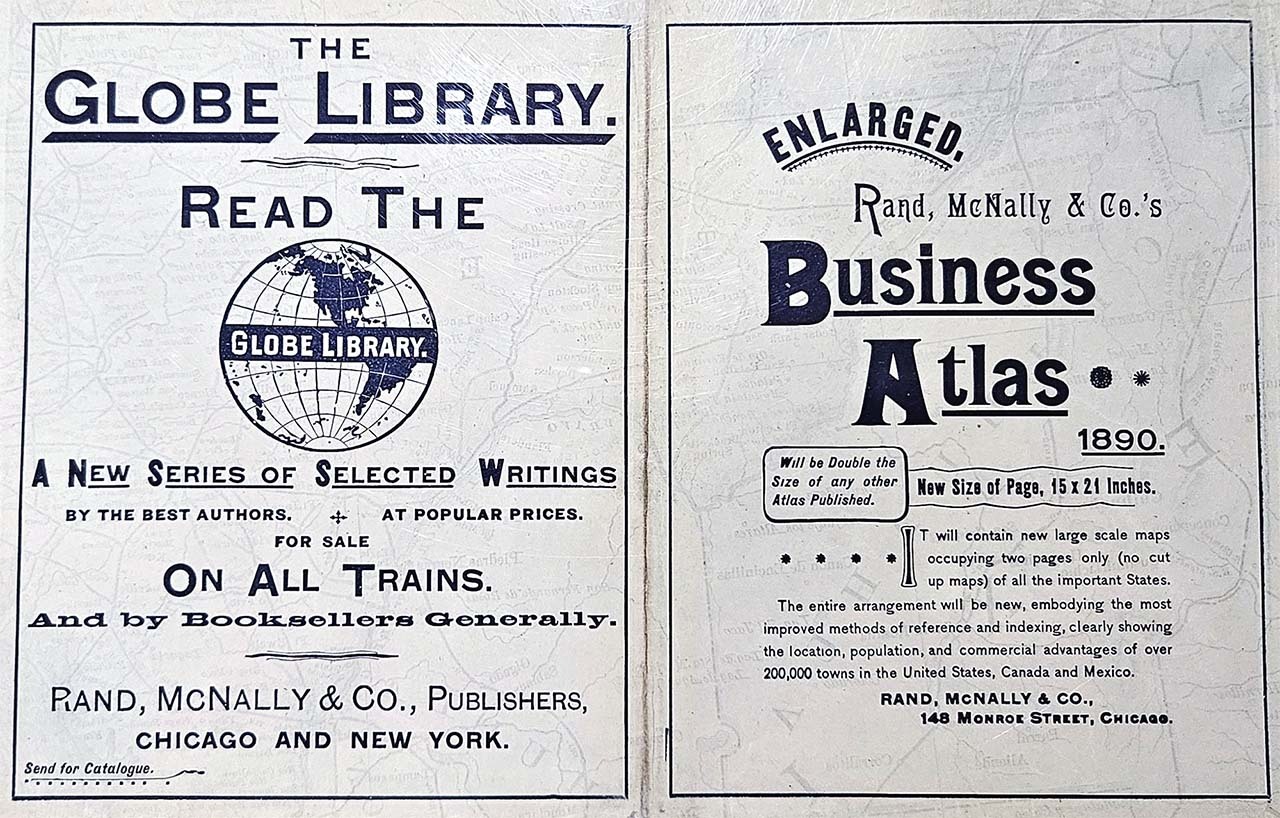 THE
GLOBE LIBRARY.
READ THE
GLOBE LIBRARY.
A NEW SERIES OF SELECTED WRITINGS
BY THE BEST AUTHORS. AT POPULAR PRICES.
FOR SALE
ON ALL TRAINS.
And by Booksellers Generally.
RAND, MCNALLY & CO., PUBLISHERS,
CHICAGO AND NEW YORK.
Send for Catalogue.
ENLARGED.
Rand, McNally & Co.'s
Business
Atlas
1890.
Will be Double the
Size of any other
Atlas Published.
New Size of Page, 15 x 21 Inches.
IT will contain new large scale maps
occupying two pages only (no cut
up maps) of all the important States.
The entire arrangement will be new, embodying the most
improved methods of reference and indexing, clearly showing
the location, population, and commercial advantages of over
200,000 towns in the United States, Canada and Mexico.
RAND, MCNALLY & CO.,
148 MONROE STREET, CHICAGO.